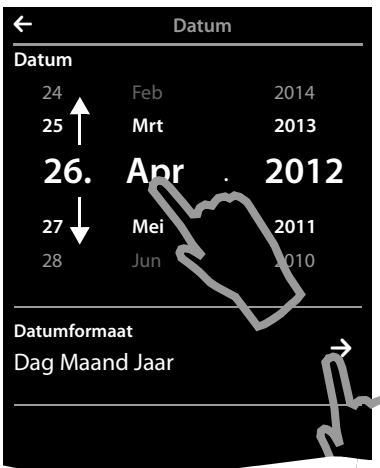 Datum
Datum
24 Feb 2014
25 Mrt 2013
26. Apr . 2012
27 Mei 2011
28 Jun 2010
Datumformaat
Dag Maand Jaar